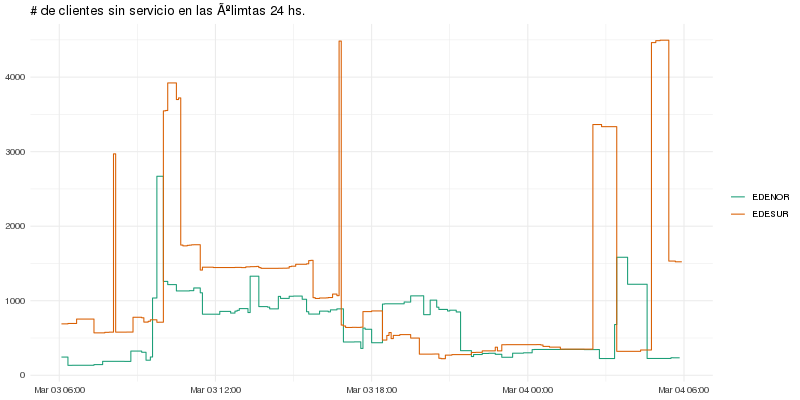 # de clientes sin servicio en las Ãºlimtas 24 hs.
4000
3000
2000
1000
0
Mar 03 06:00
Mar 03 12:00
Mar 03 18:00
Mar 04 00:00
Mar 04 06:00
EDENOR
EDESUR